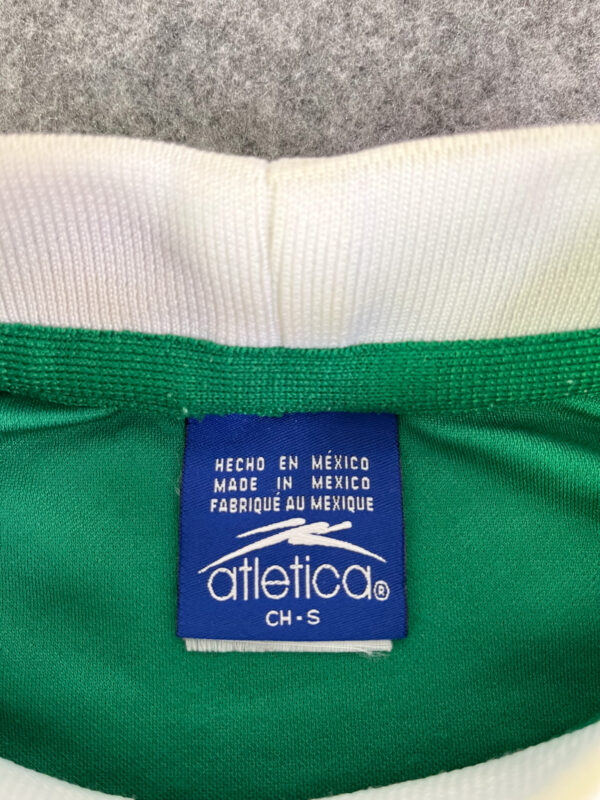 HECHO EN MÉXICO
MADE IN MEXICO
FABRIQUÉ AU MEXIQUE
atletica®
CH - S